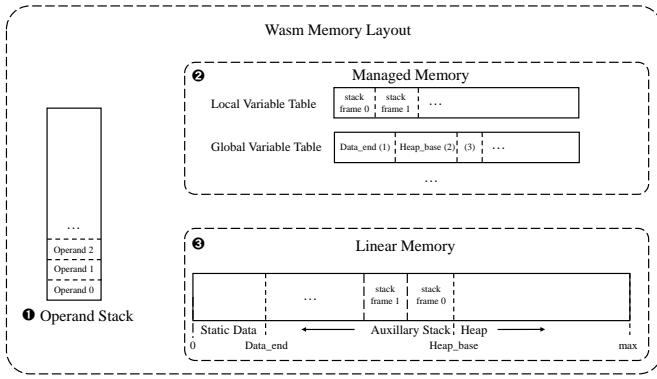 Wasm Memory Layout
❷ Managed Memory
Local Variable Table
stack
frame 0
stack
frame 1
...
Global Variable Table
Data_end (1)
Heap_base (2)
(3)
...
...
...
Operand 2
Operand 1
Operand 0
❶ Operand Stack
❸ Linear Memory
...
stack
frame 1
stack
frame 0
Static Data
Auxillary Stack
Heap
0
Data_end
Heap_base
max